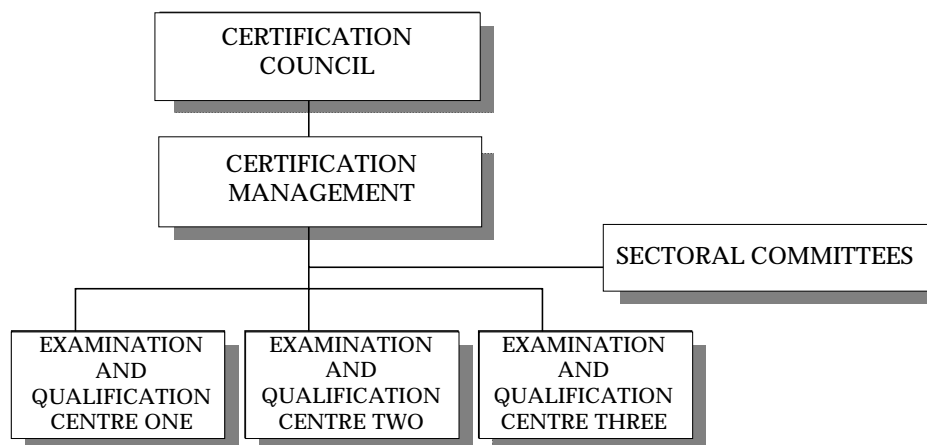 CERTIFICATION
COUNCIL
CERTIFICATION
MANAGEMENT
SECTORAL COMMITTEES
EXAMINATION
AND
QUALIFICATION
CENTRE ONE
EXAMINATION
AND
QUALIFICATION
CENTRE TWO
EXAMINATION
AND
QUALIFICATION
CENTRE THREE